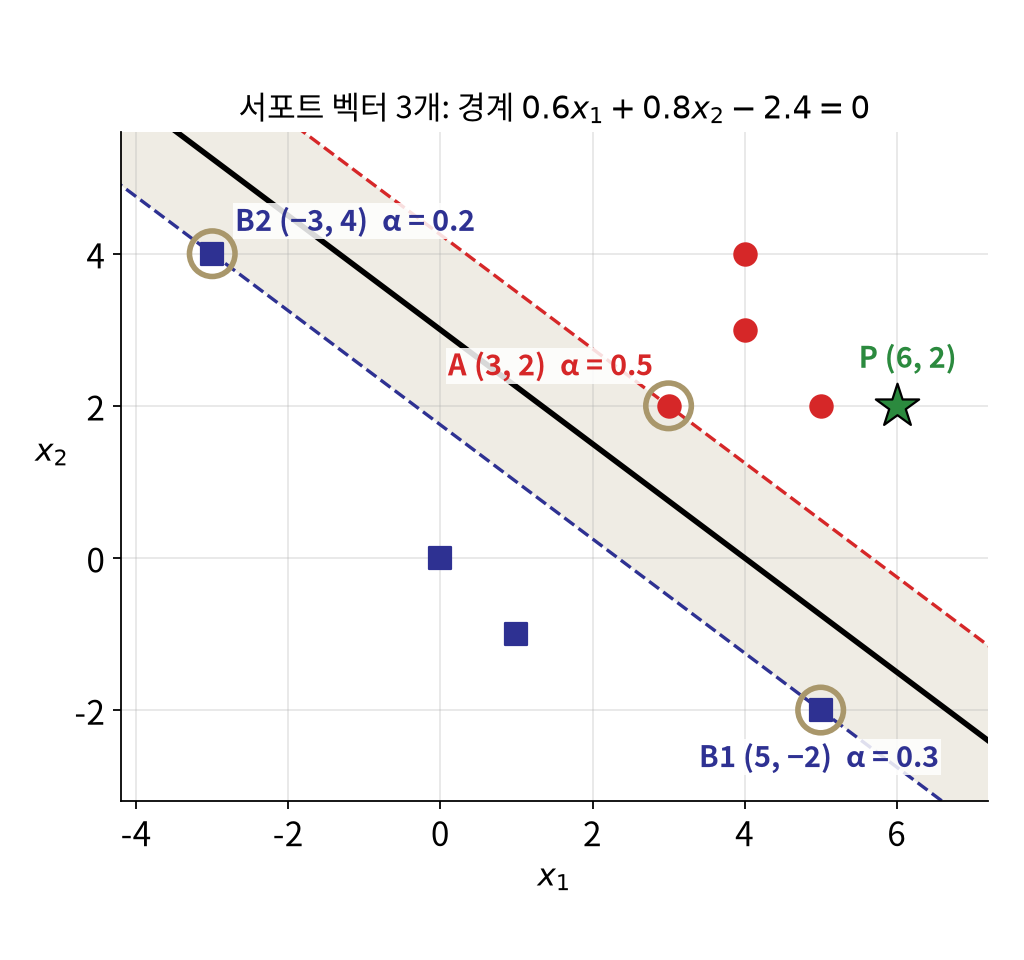 서포트 벡터 3개: 경계 0.6x₁ + 0.8x₂ − 2.4 = 0
B2 (−3, 4)  α = 0.2
A (3, 2)  α = 0.5
P (6, 2)
B1 (5, −2)  α = 0.3
4
2
0
-2
x₂
-4
-2
0
2
4
6
x₁